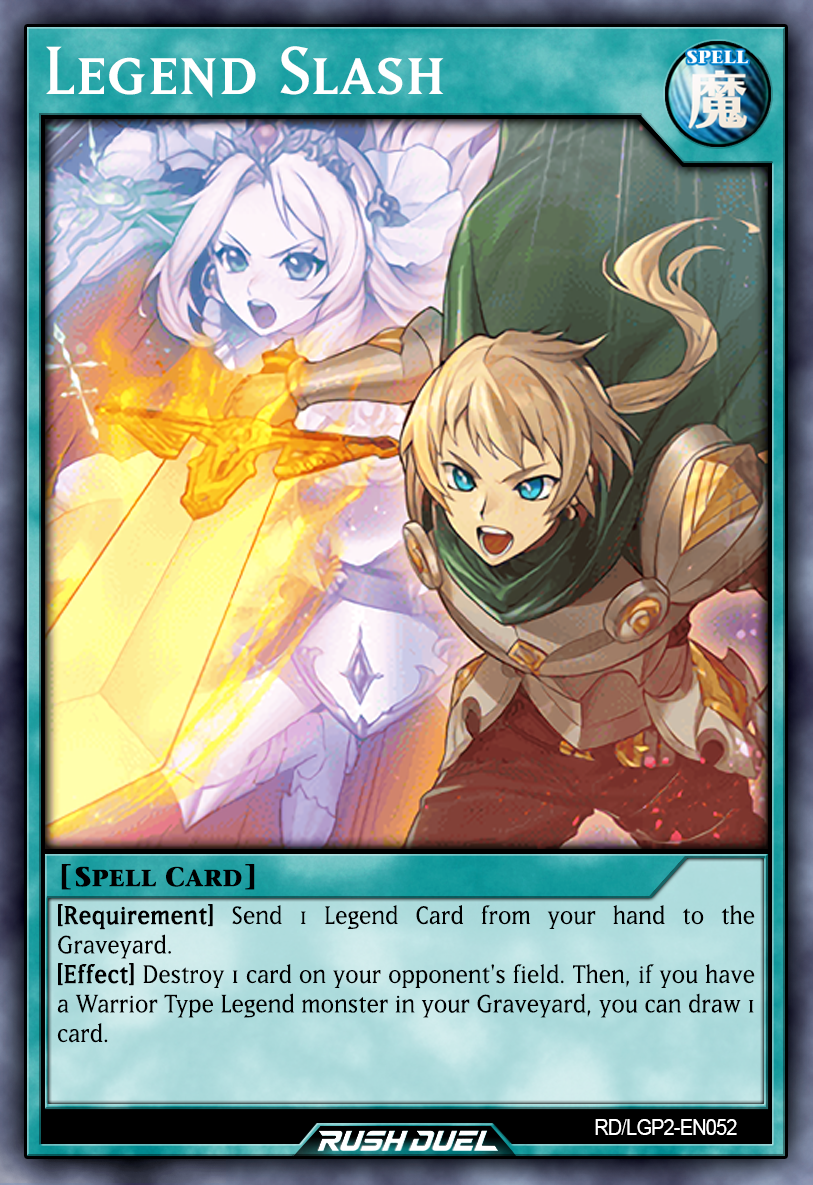 Legend Slash
SPELL
魔
[Spell Card]
[Requirement] Send 1 Legend Card from your hand to the
Graveyard.
[Effect] Destroy 1 card on your opponent's field. Then, if you have
a Warrior Type Legend monster in your Graveyard, you can draw 1
card.
RD/LGP2-EN052
RUSH DUEL